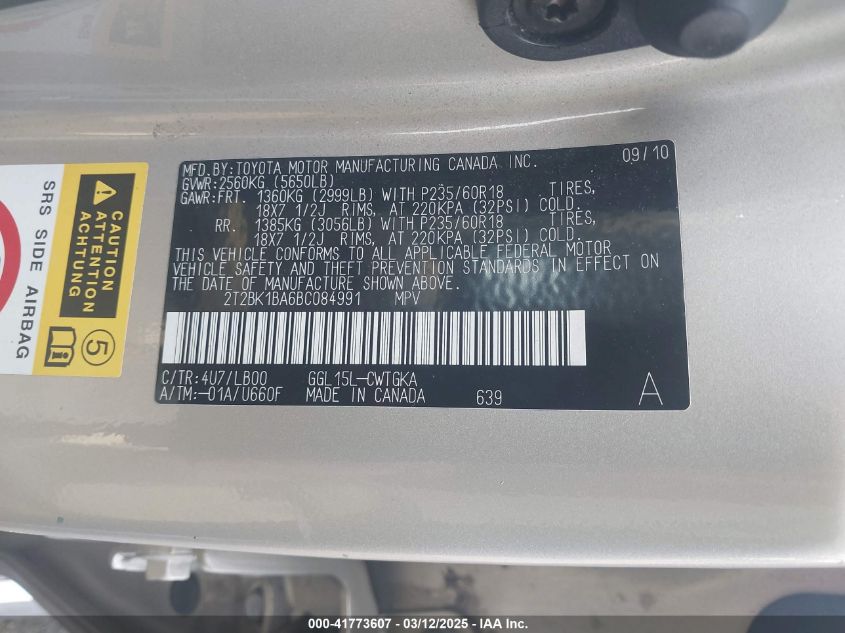 MFD. BY: TOYOTA MOTOR MANUFACTURING CANADA INC. 09/10
GVWR: 2560KG (5650LB)
GAWR: FRT. 1360KG (2999LB) WITH P235/60R18 TIRES,
18X7 1/2J RIMS, AT 220KPA (32PSI) COLD.
RR. 1385KG (3056LB) WITH P235/60R18 TIRES,
18X7 1/2J RIMS, AT 220KPA (32PSI) COLD.
THIS VEHICLE CONFORMS TO ALL APPLICABLE FEDERAL MOTOR
VEHICLE SAFETY AND THEFT PREVENTION STANDARDS IN EFFECT ON
THE DATE OF MANUFACTURE SHOWN ABOVE.
2T2BK1BA6BC084991 MPV
C/TR: 4U7/LB00 GGL15L-CWTGKA
A/TM: -01A/U660F MADE IN CANADA 639 A
SRS SIDE AIRBAG
CAUTION
ATTENTION
ACHTUNG
i 5
000-41773607 - 03/12/2025 - IAA Inc.